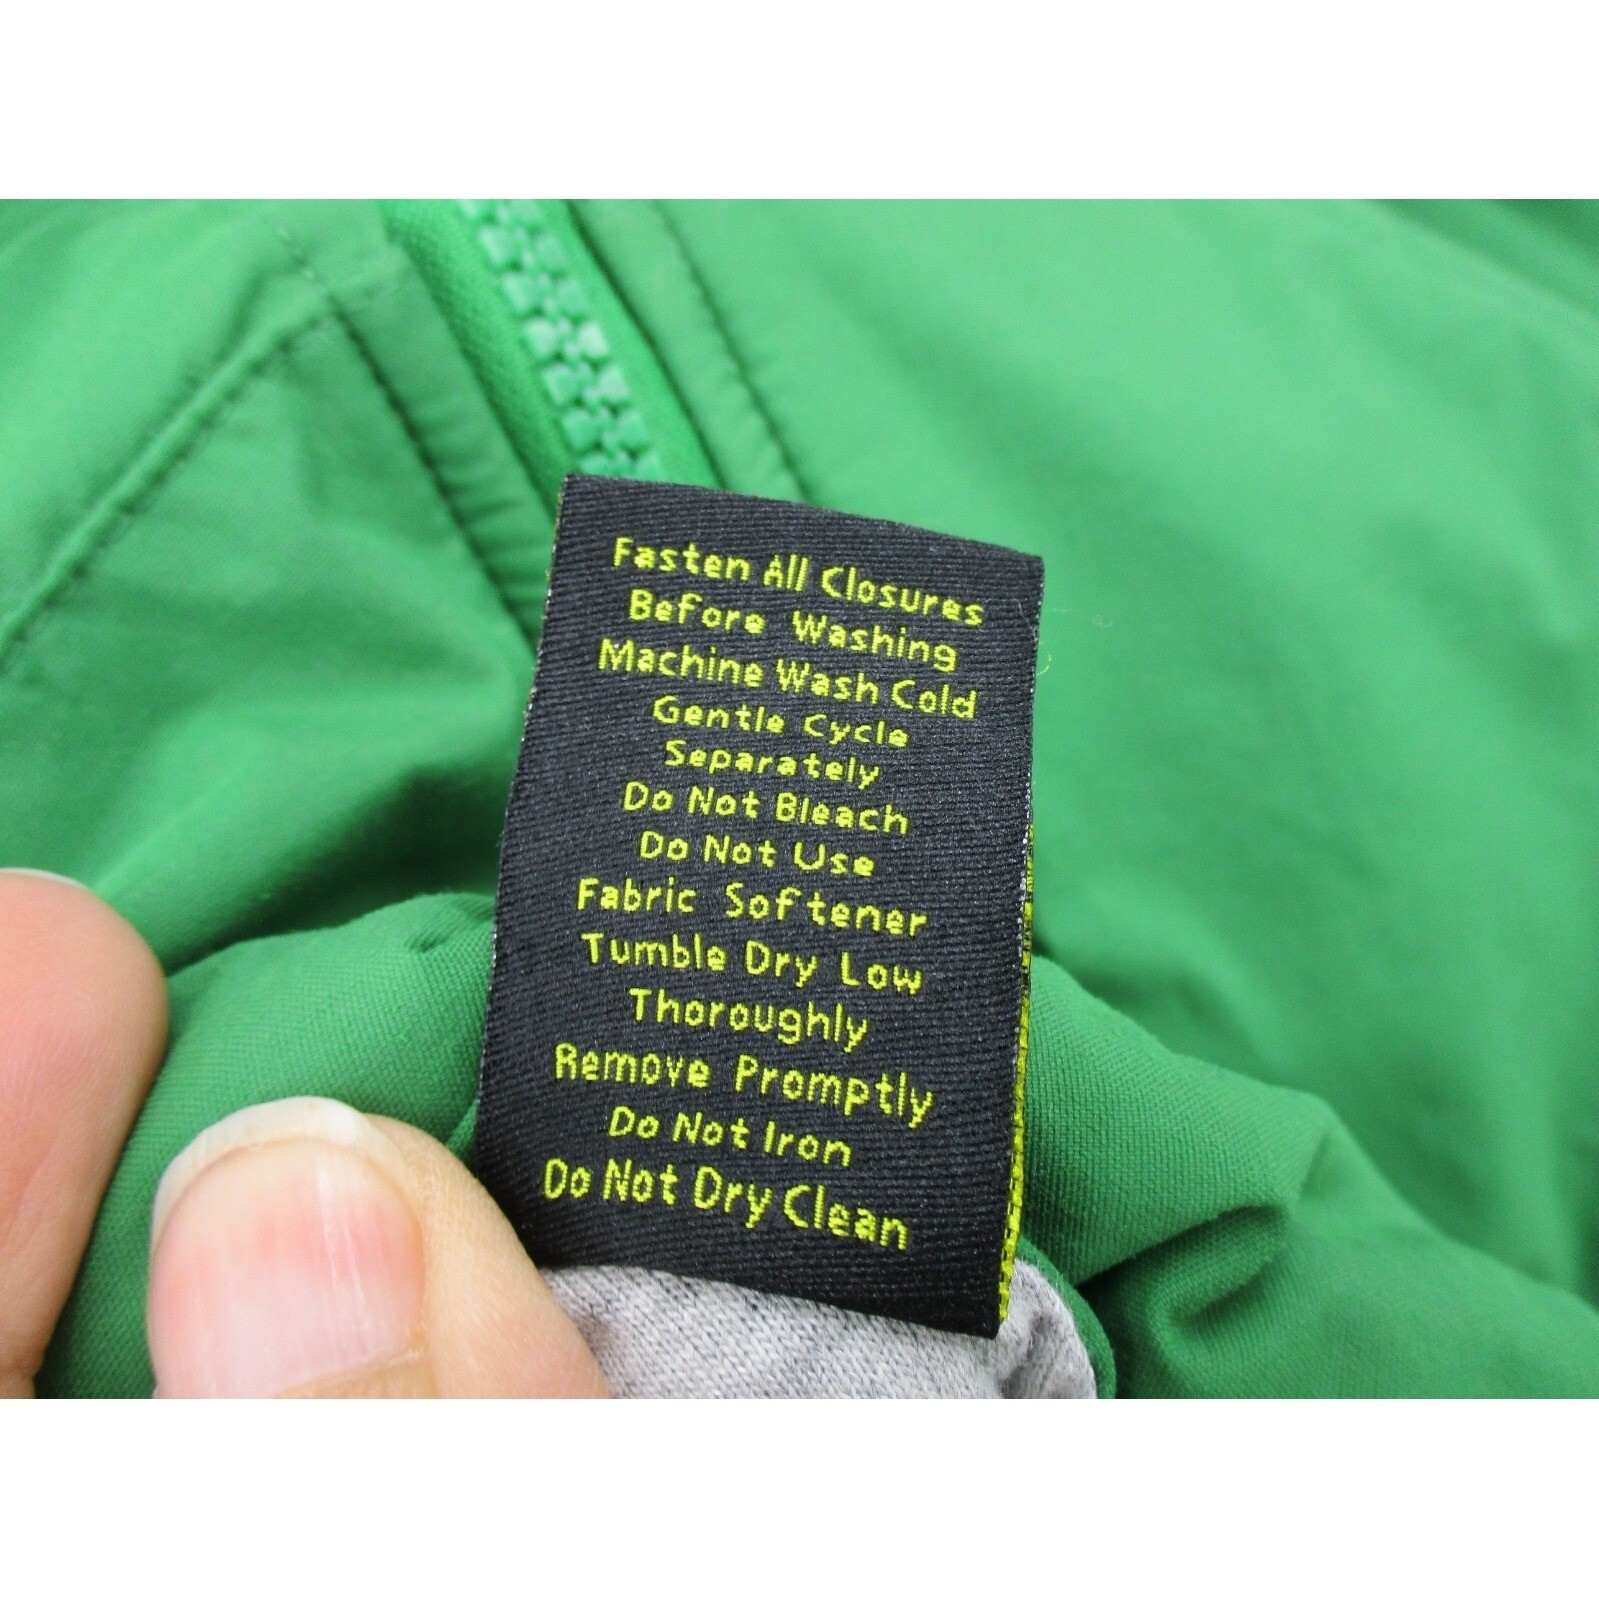 Fasten All Closures
Before Washing
Machine Wash Cold
Gentle Cycle
Separately
Do Not Bleach
Do Not Use
Fabric Softener
Tumble Dry Low
Thoroughly
Remove Promptly
Do Not Iron
Do Not Dry Clean